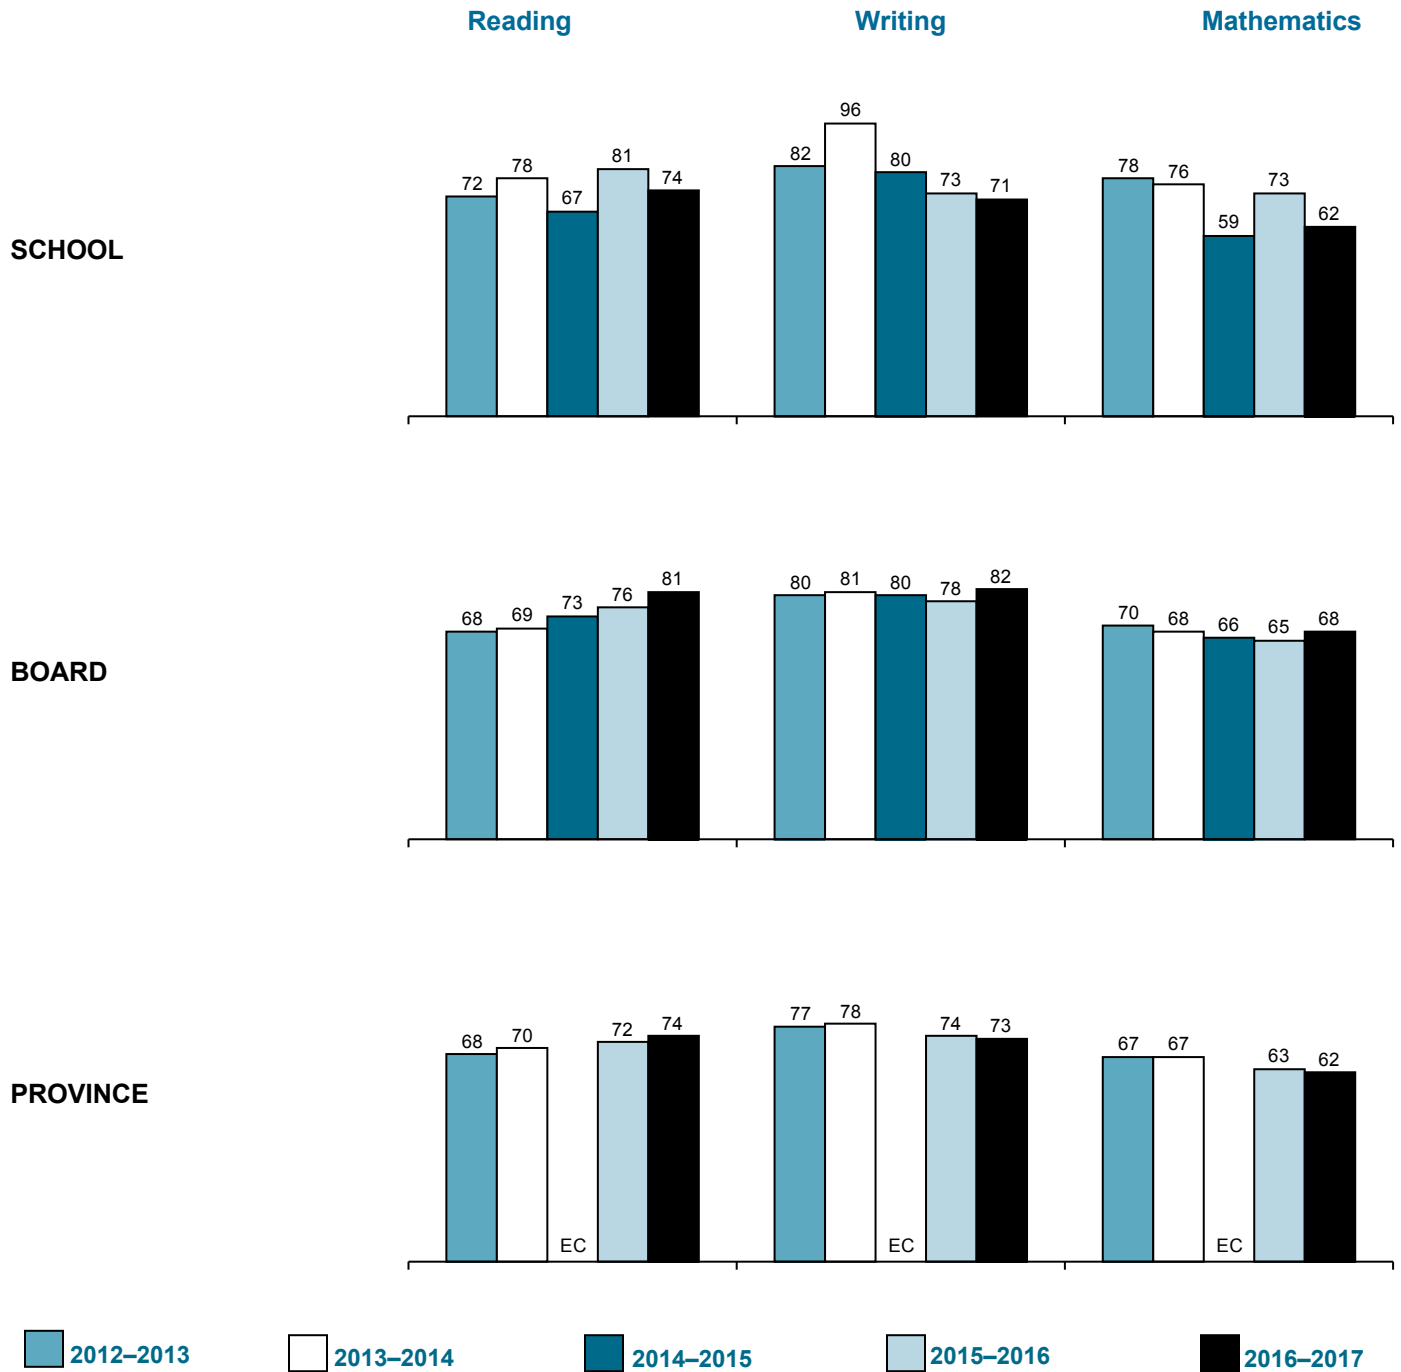 Reading Writing Mathematics
SCHOOL
72 78 67 81 74 82 96 80 73 71 78 76 59 73 62
BOARD
68 69 73 76 81 80 81 80 78 82 70 68 66 65 68
PROVINCE
68 70 EC 72 74 77 78 EC 74 73 67 67 EC 63 62
2012–2013 2013–2014 2014–2015 2015–2016 2016–2017